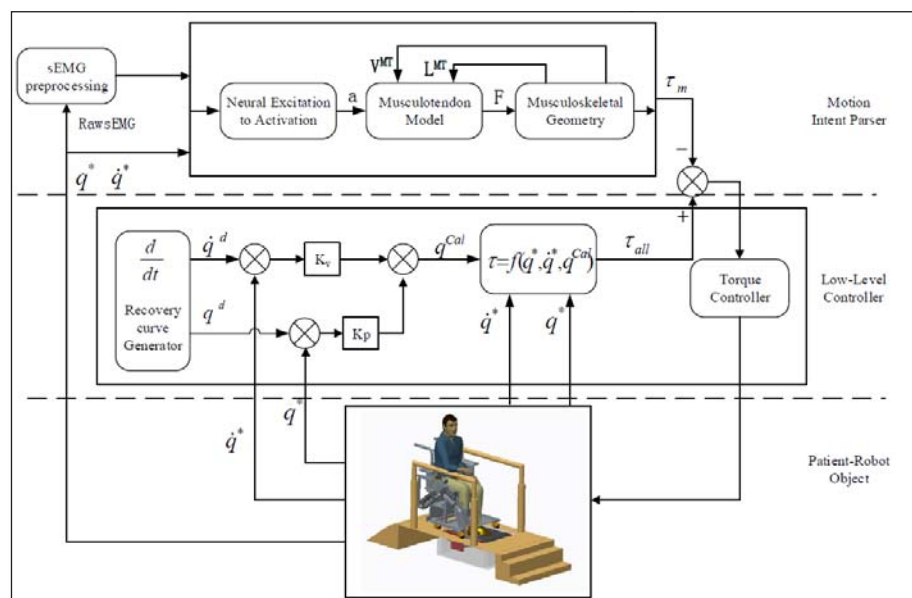 sEMG
preprocessing
RawsEMG
q* q̇*
Neural Excitation
to Activation
a
V^MT
L^MT
Musculotendon
Model
F
Musculoskeletal
Geometry
τ_m
−
Motion
Intent Parser
d
dt
Recovery
curve
Generator
q̇^d
q^d
K_v
Kp
q^Cal
τ=f(q*,q̇*,q^Cal)
τ_all
+
q̇*
q*
Torque
Controller
Low-Level
Controller
q̇*
q*
Patient-Robot
Object